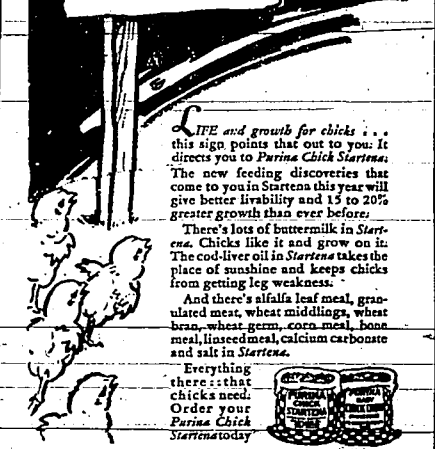 LIFE and growth for chicks . . .
this sign points that out to you. It
directs you to Purina Chick Startena.
The new feeding discoveries that
come to you in Startena this year will
give better livability and 15 to 20%
greater growth than ever before.
There's lots of buttermilk in Start-
ena. Chicks like it and grow on it.
The cod-liver oil in Startena takes the
place of sunshine and keeps chicks
from getting leg weakness.
And there's alfalfa leaf meal, gran-
ulated meat, wheat middlings, wheat
bran, wheat germ, corn meal, bone
meal, linseed meal, calcium carbonate
and salt in Startena.
Everything
there : : that
chicks need.
Order your
Purina Chick
Startena today
PURINA
CHICK
STARTENA
PURINA
BABY
CHICK CHOW